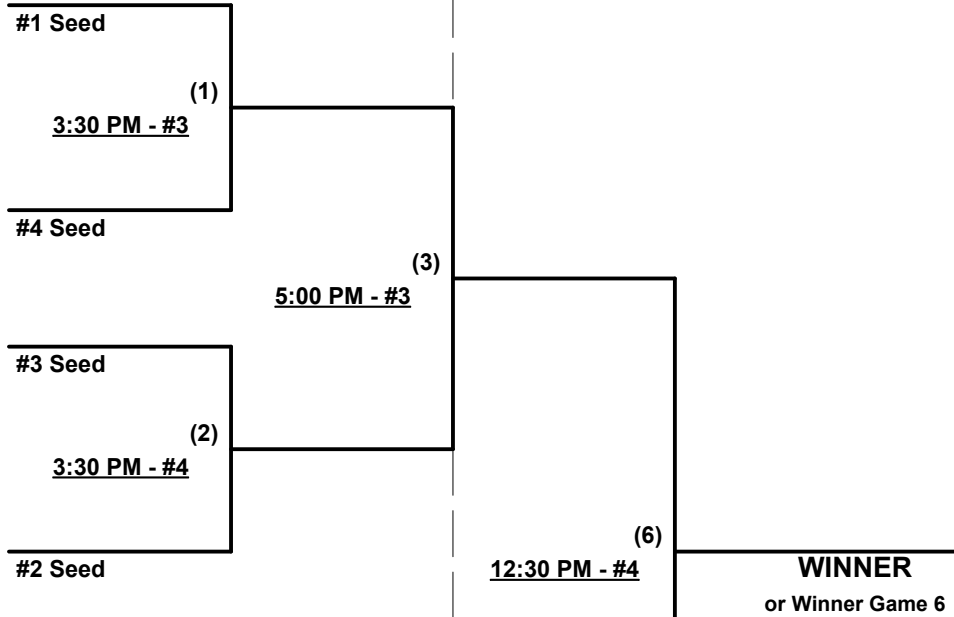 #1 Seed
(1)
3:30 PM - #3
#4 Seed
(3)
5:00 PM - #3
#3 Seed
(2)
3:30 PM - #4
(6)
#2 Seed
12:30 PM - #4
WINNER
or Winner Game 6